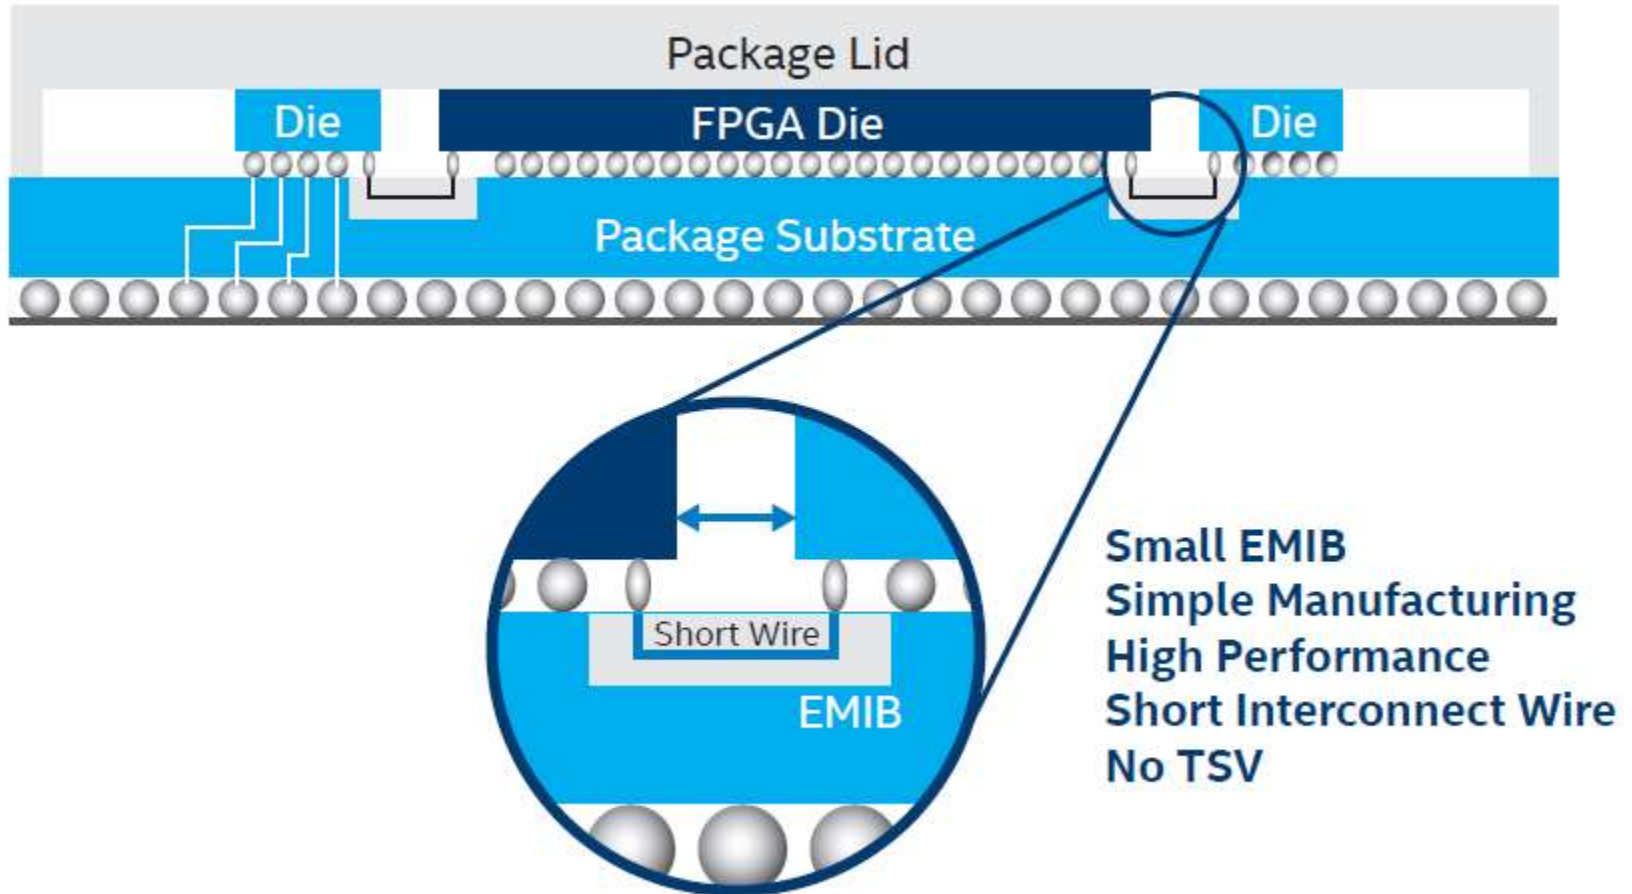 Package Lid
Die
FPGA Die
Die
Package Substrate
Short Wire
EMIB
Small EMIB
Simple Manufacturing
High Performance
Short Interconnect Wire
No TSV